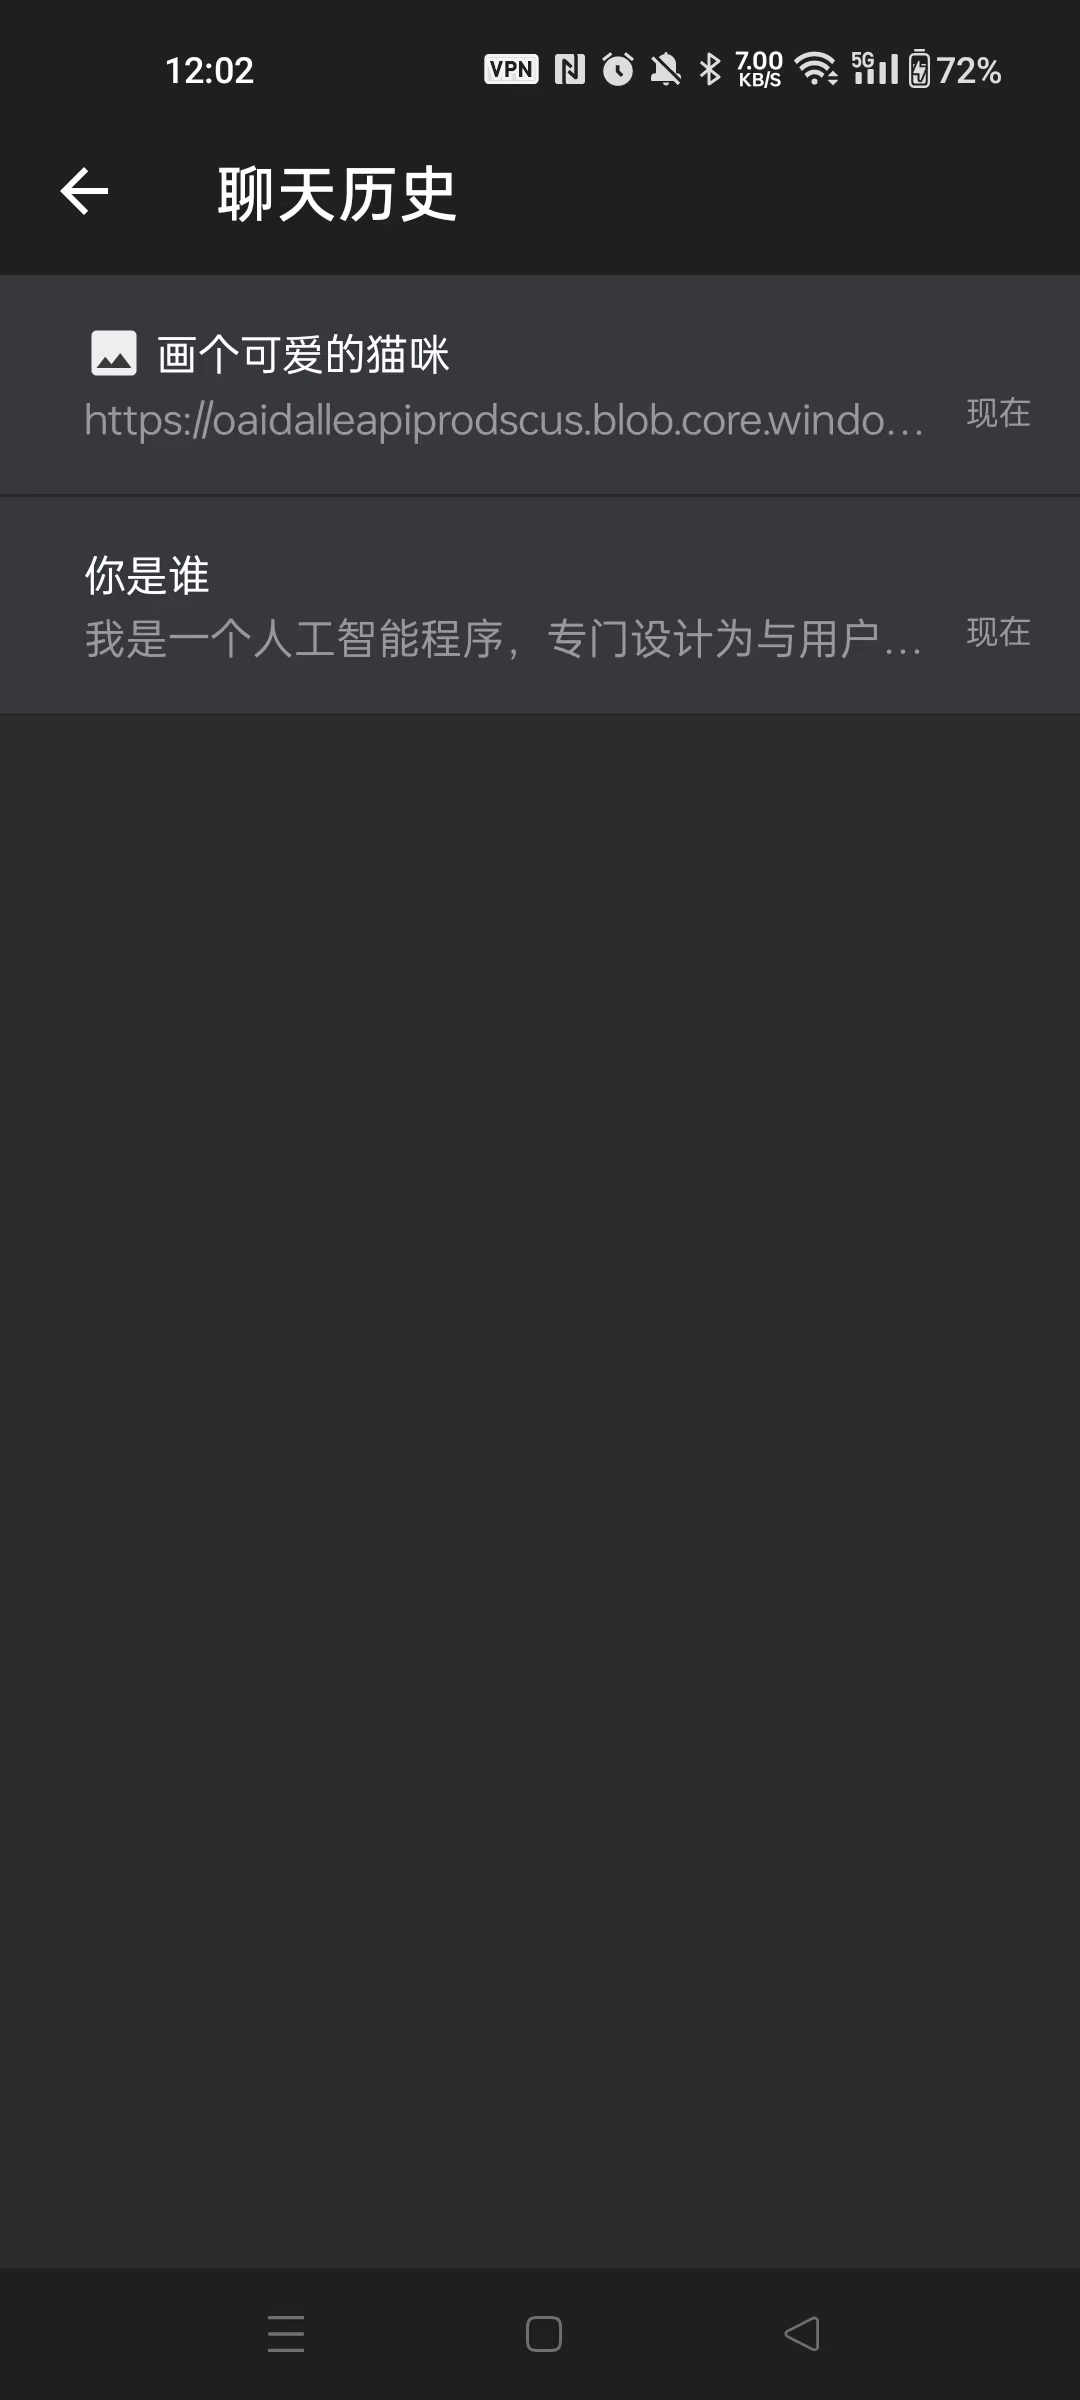 12:02 VPN 7.00 KB/S 5G 72%
聊天历史
画个可爱的猫咪
https://oaidalleapiprodscus.blob.core.windo... 现在
你是谁
我是一个人工智能程序，专门设计为与用户... 现在